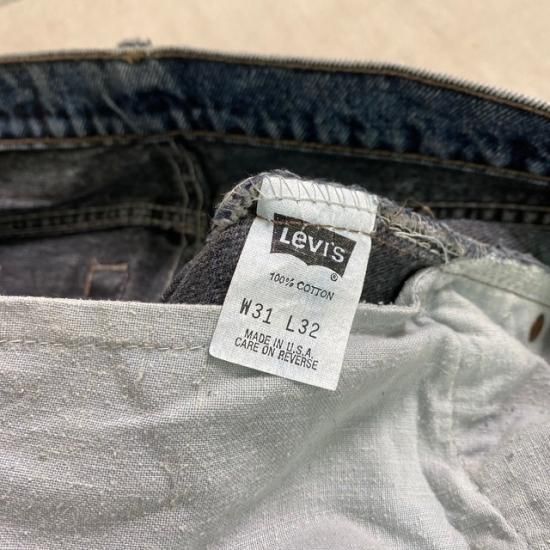 Levi's
®
100% COTTON
W31 L32
MADE IN U.S.A.
CARE ON REVERSE